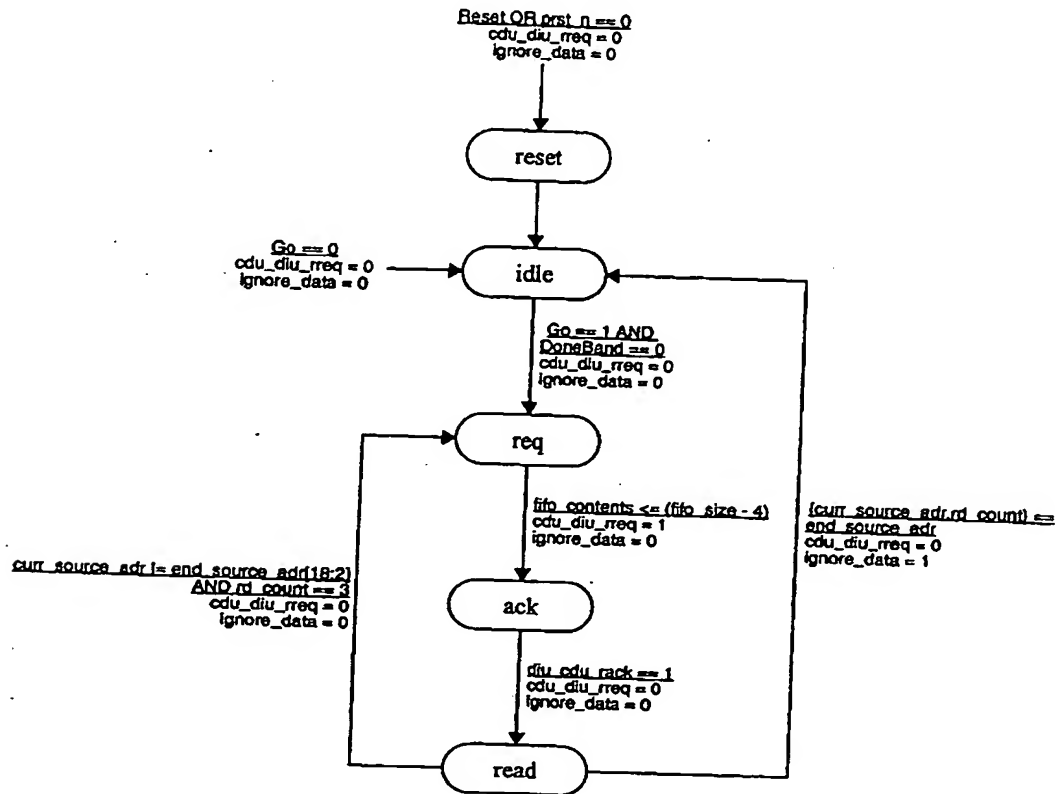 Reset OR prst_n == 0
cdu_diu_rreq = 0
ignore_data = 0
reset
Go == 0
cdu_diu_rreq = 0
ignore_data = 0
idle
Go == 1 AND
DoneBand == 0
cdu_diu_rreq = 0
ignore_data = 0
req
fifo_contents <= (fifo_size - 4)
cdu_diu_rreq = 1
ignore_data = 0
{curr_source_adr,rd_count} ==
end_source_adr
cdu_diu_rreq = 0
ignore_data = 1
curr_source_adr != end_source_adr[18:2]
AND rd_count == 3
cdu_diu_rreq = 0
ignore_data = 0
ack
diu_cdu_rack == 1
cdu_diu_rreq = 0
ignore_data = 0
read